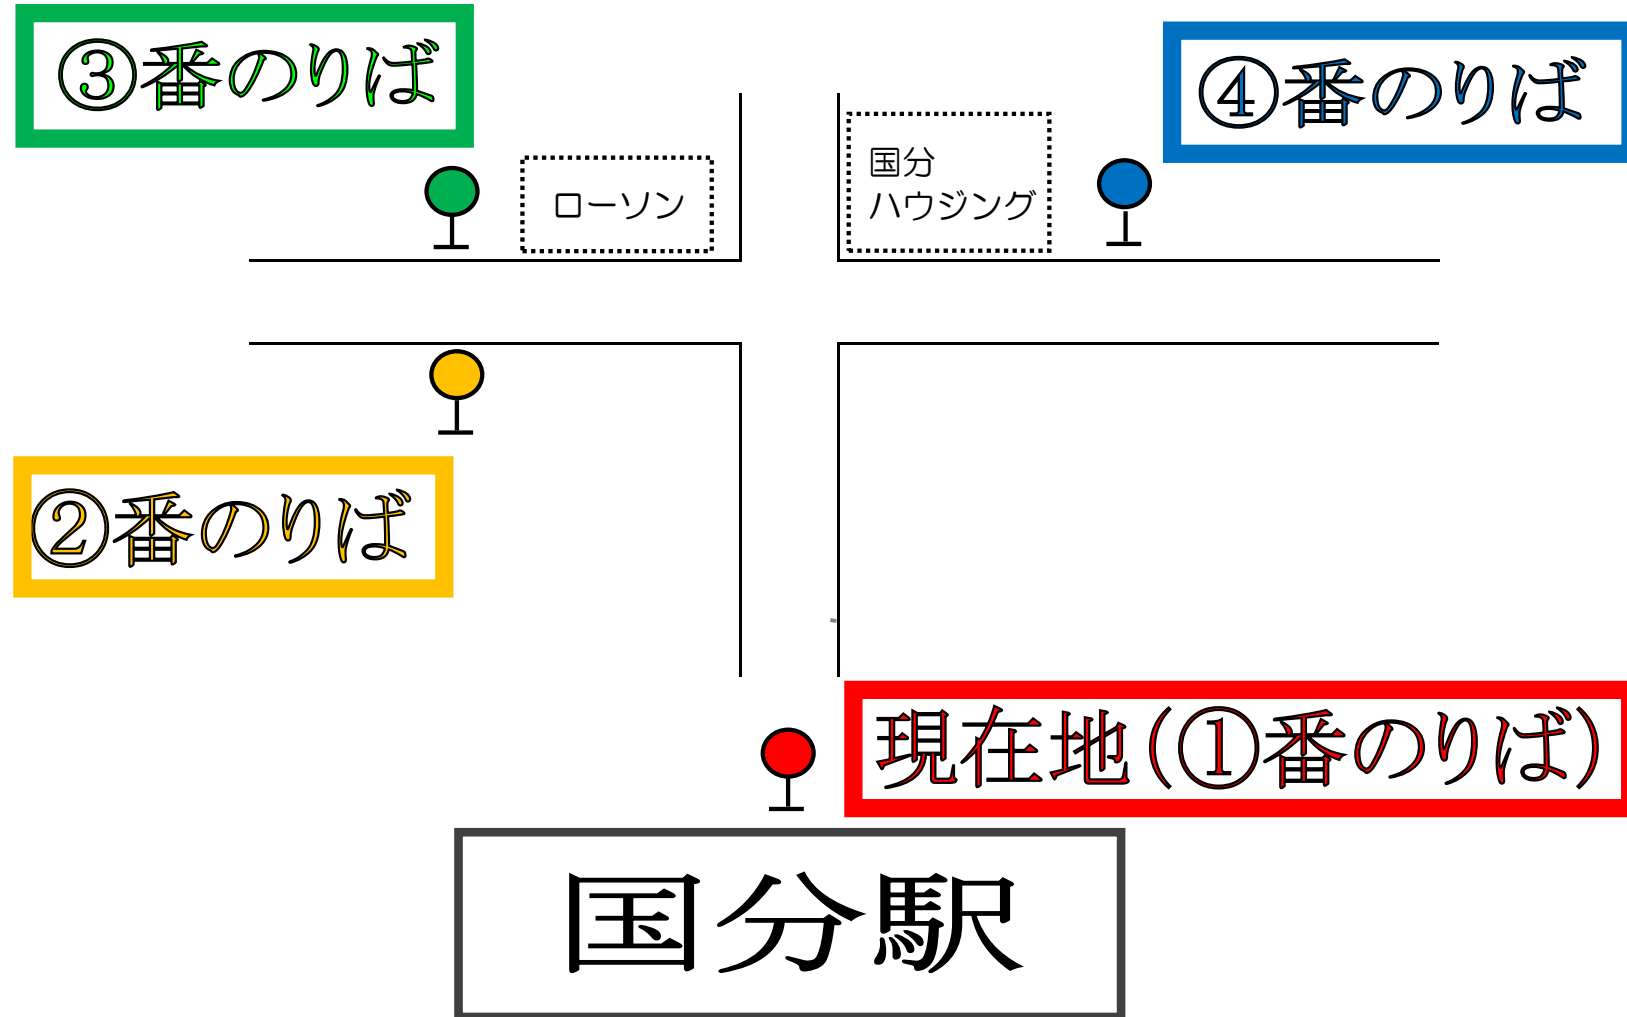 ③番のりば
④番のりば
ローソン
国分
ハウジング
②番のりば
現在地(①番のりば)
国分駅